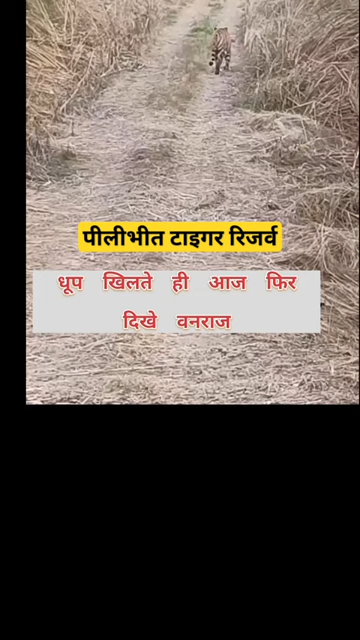 पीलीभीत टाइगर रिजर्व
धूप खिलते ही आज फिर
दिखे वनराज